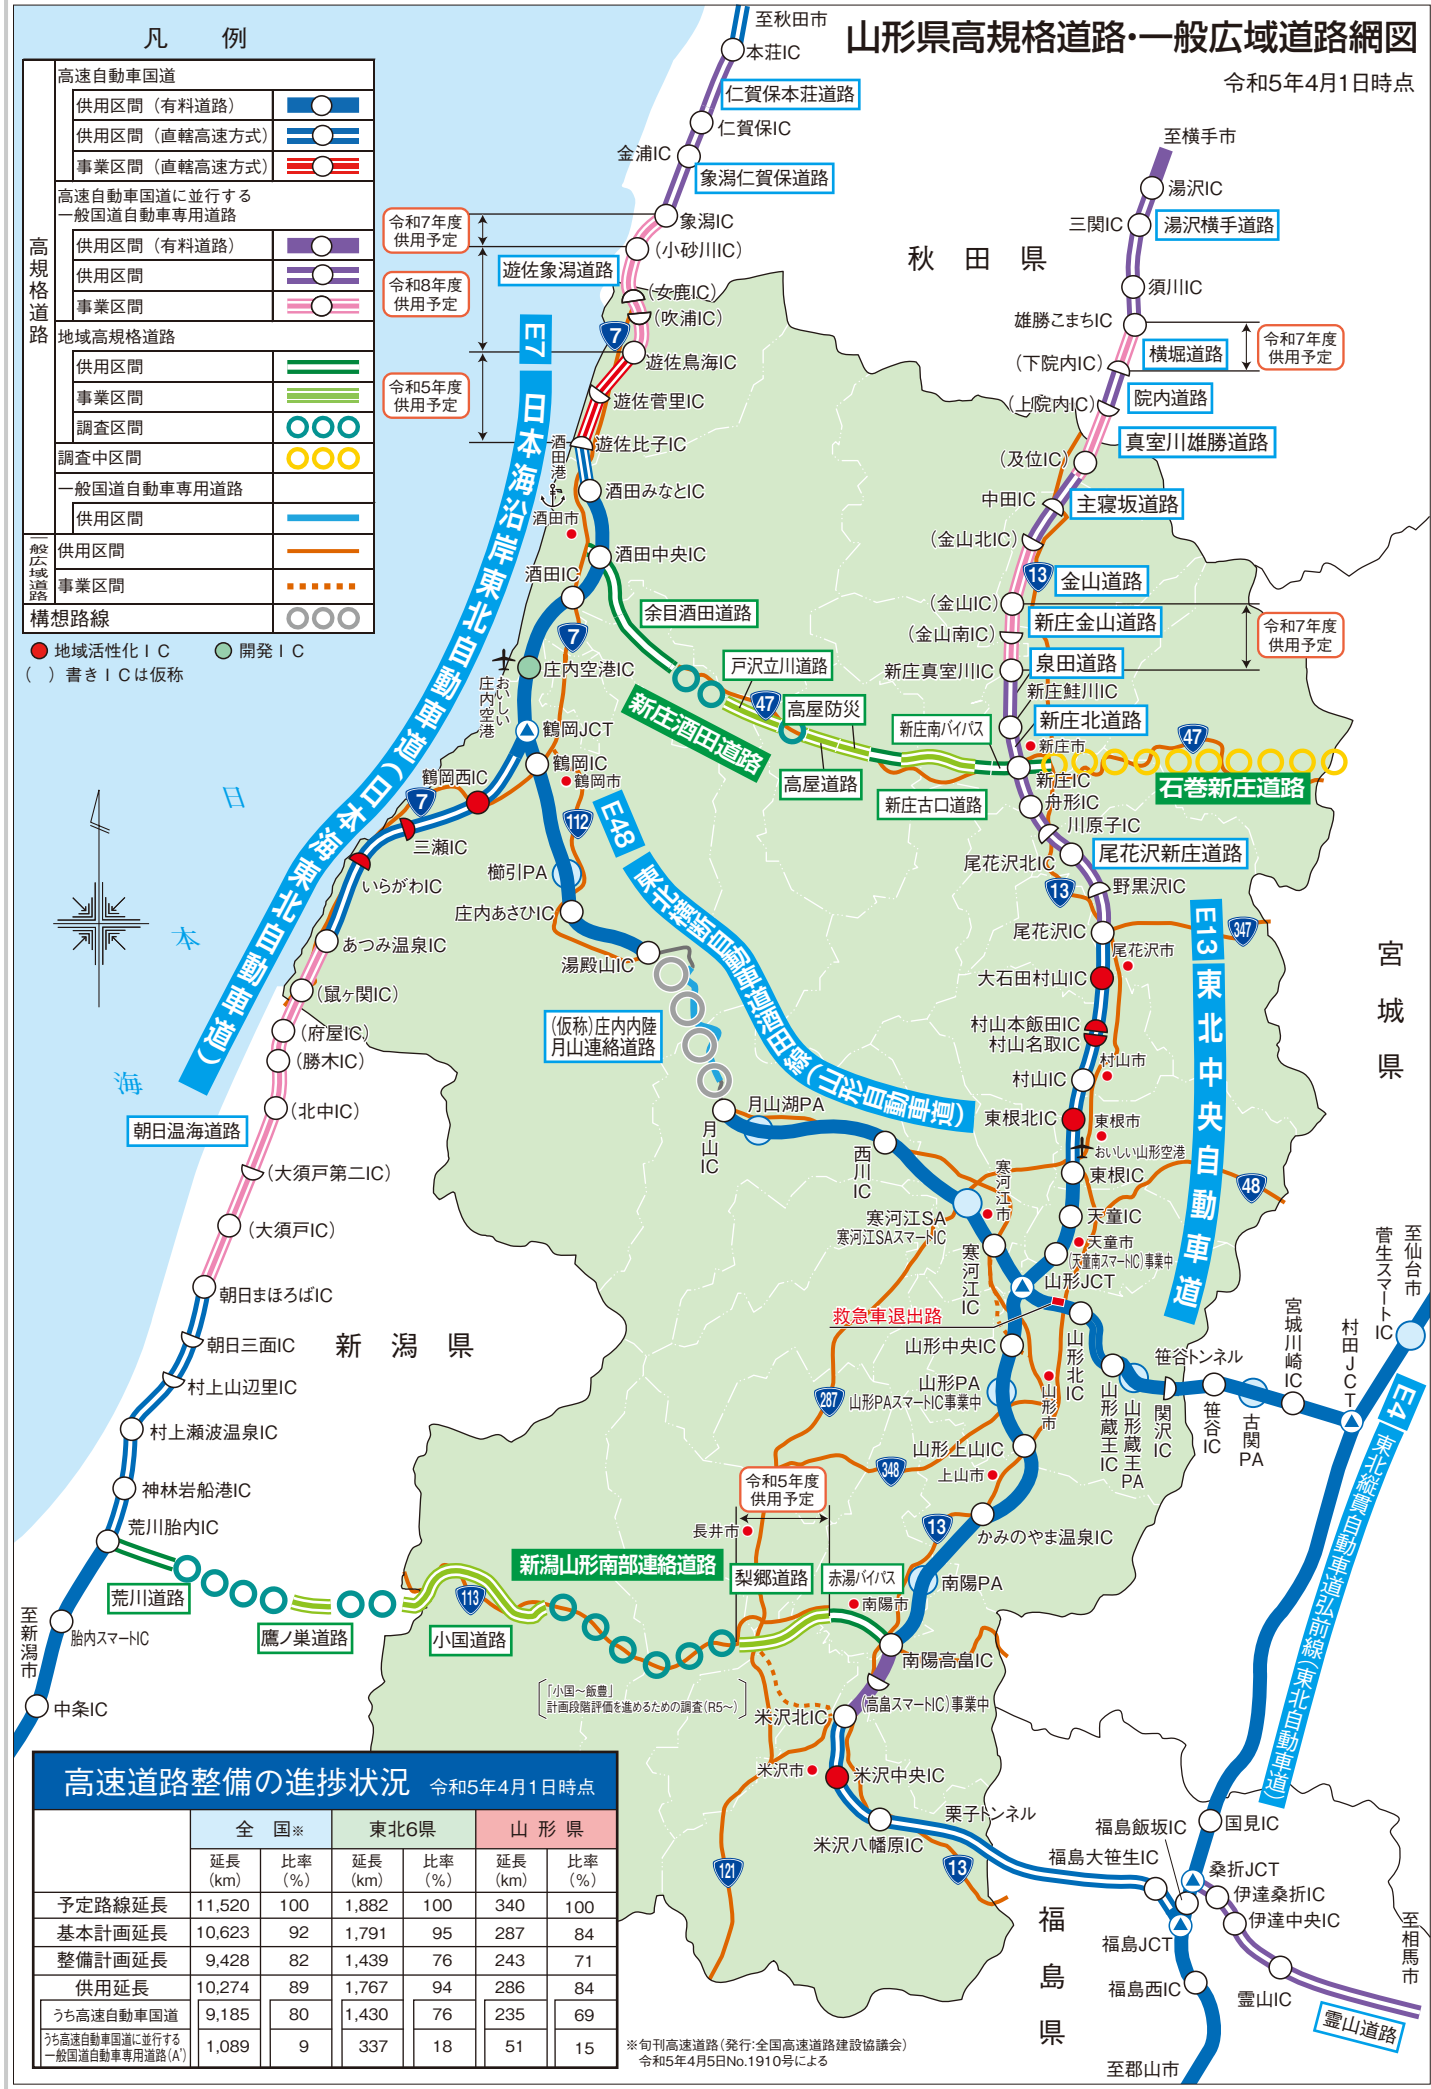 山形県高規格道路・一般広域道路網図
令和5年4月1日時点
凡 例
高規格道路
高速自動車国道
供用区間（有料道路）
供用区間（直轄高速方式）
事業区間（直轄高速方式）
高速自動車国道に並行する
一般国道自動車専用道路
供用区間（有料道路）
供用区間
事業区間
地域高規格道路
供用区間
事業区間
調査区間
調査中区間
一般国道自動車専用道路
供用区間
一般広域道路
供用区間
事業区間
構想路線
地域活性化ＩＣ
開発ＩＣ
（ ）書きＩＣは仮称
至秋田市
本荘IC
仁賀保本荘道路
仁賀保IC
金浦IC
象潟仁賀保道路
令和7年度
供用予定
象潟IC
(小砂川IC)
令和8年度
供用予定
遊佐象潟道路
(女鹿IC)
(吹浦IC)
7
遊佐鳥海IC
令和5年度
供用予定
遊佐菅里IC
遊佐比子IC
酒田港
酒田みなとIC
酒田市
酒田中央IC
酒田IC
7
庄内空港IC
おいしい
庄内空港
鶴岡JCT
鶴岡IC
鶴岡市
鶴岡西IC
7
三瀬IC
いらがわIC
あつみ温泉IC
(鼠ヶ関IC)
(府屋IC)
(勝木IC)
(北中IC)
朝日温海道路
(大須戸第二IC)
(大須戸IC)
朝日まほろばIC
朝日三面IC
村上山辺里IC
村上瀬波温泉IC
神林岩船港IC
荒川胎内IC
荒川道路
至新潟市
胎内スマートIC
中条IC
E7 日本海沿岸東北自動車道(日本海東北自動車道)
日
本
海
秋田県
宮城県
新潟県
福島県
至横手市
湯沢IC
三関IC
湯沢横手道路
須川IC
雄勝こまちIC
横堀道路
令和7年度
供用予定
(下院内IC)
(上院内IC)
院内道路
真室川雄勝道路
(及位IC)
中田IC
主寝坂道路
(金山北IC)
13
金山道路
(金山IC)
新庄金山道路
(金山南IC)
令和7年度
供用予定
泉田道路
新庄真室川IC
新庄鮭川IC
新庄北道路
新庄市
新庄IC
47
石巻新庄道路
舟形IC
川原子IC
尾花沢新庄道路
尾花沢北IC
13
野黒沢IC
347
尾花沢IC
尾花沢市
大石田村山IC
村山本飯田IC
村山名取IC
村山市
村山IC
東根北IC
東根市
おいしい山形空港
東根IC
48
天童IC
天童市
(天童南スマートIC)事業中
山形JCT
E13 東北中央自動車道
余目酒田道路
戸沢立川道路
新庄酒田道路
47
高屋防災
高屋道路
新庄南バイパス
新庄古口道路
E48 東北横断自動車道酒田線(山形自動車道)
112
櫛引PA
庄内あさひIC
湯殿山IC
(仮称)庄内内陸
月山連絡道路
月山IC
月山湖PA
西川IC
寒河江市
寒河江SA
寒河江SAスマートIC
寒河江IC
救急車退出路
山形中央IC
山形北IC
山形PA
山形PAスマートIC事業中
山形市
287
山形蔵王IC
山形蔵王PA
関沢IC
笹谷トンネル
笹谷IC
古関PA
宮城川崎IC
村田JCT
菅生スマートIC
至仙台市
E4 東北縦貫自動車道弘前線(東北自動車道)
山形上山IC
上山市
348
かみのやま温泉IC
13
令和5年度
供用予定
長井市
新潟山形南部連絡道路
梨郷道路
赤湯バイパス
南陽PA
南陽市
南陽高畠IC
113
鷹ノ巣道路
小国道路
「小国～飯豊」
計画段階評価を進めるための調査(R5～)
(高畠スマートIC)事業中
米沢北IC
米沢市
米沢中央IC
米沢八幡原IC
栗子トンネル
121
13
福島大笹生IC
福島飯坂IC
国見IC
桑折JCT
伊達桑折IC
伊達中央IC
福島JCT
福島西IC
霊山IC
至相馬市
霊山道路
至郡山市
高速道路整備の進捗状況 令和5年4月1日時点
全 国※ 東北6県 山形県
延長(km) 比率(%) 延長(km) 比率(%) 延長(km) 比率(%)
予定路線延長 11,520 100 1,882 100 340 100
基本計画延長 10,623 92 1,791 95 287 84
整備計画延長 9,428 82 1,439 76 243 71
供用延長 10,274 89 1,767 94 286 84
うち高速自動車国道 9,185 80 1,430 76 235 69
うち高速自動車国道に並行する
一般国道自動車専用道路(A') 1,089 9 337 18 51 15
※旬刊高速道路(発行:全国高速道路建設協議会)
令和5年4月5日No.1910号による